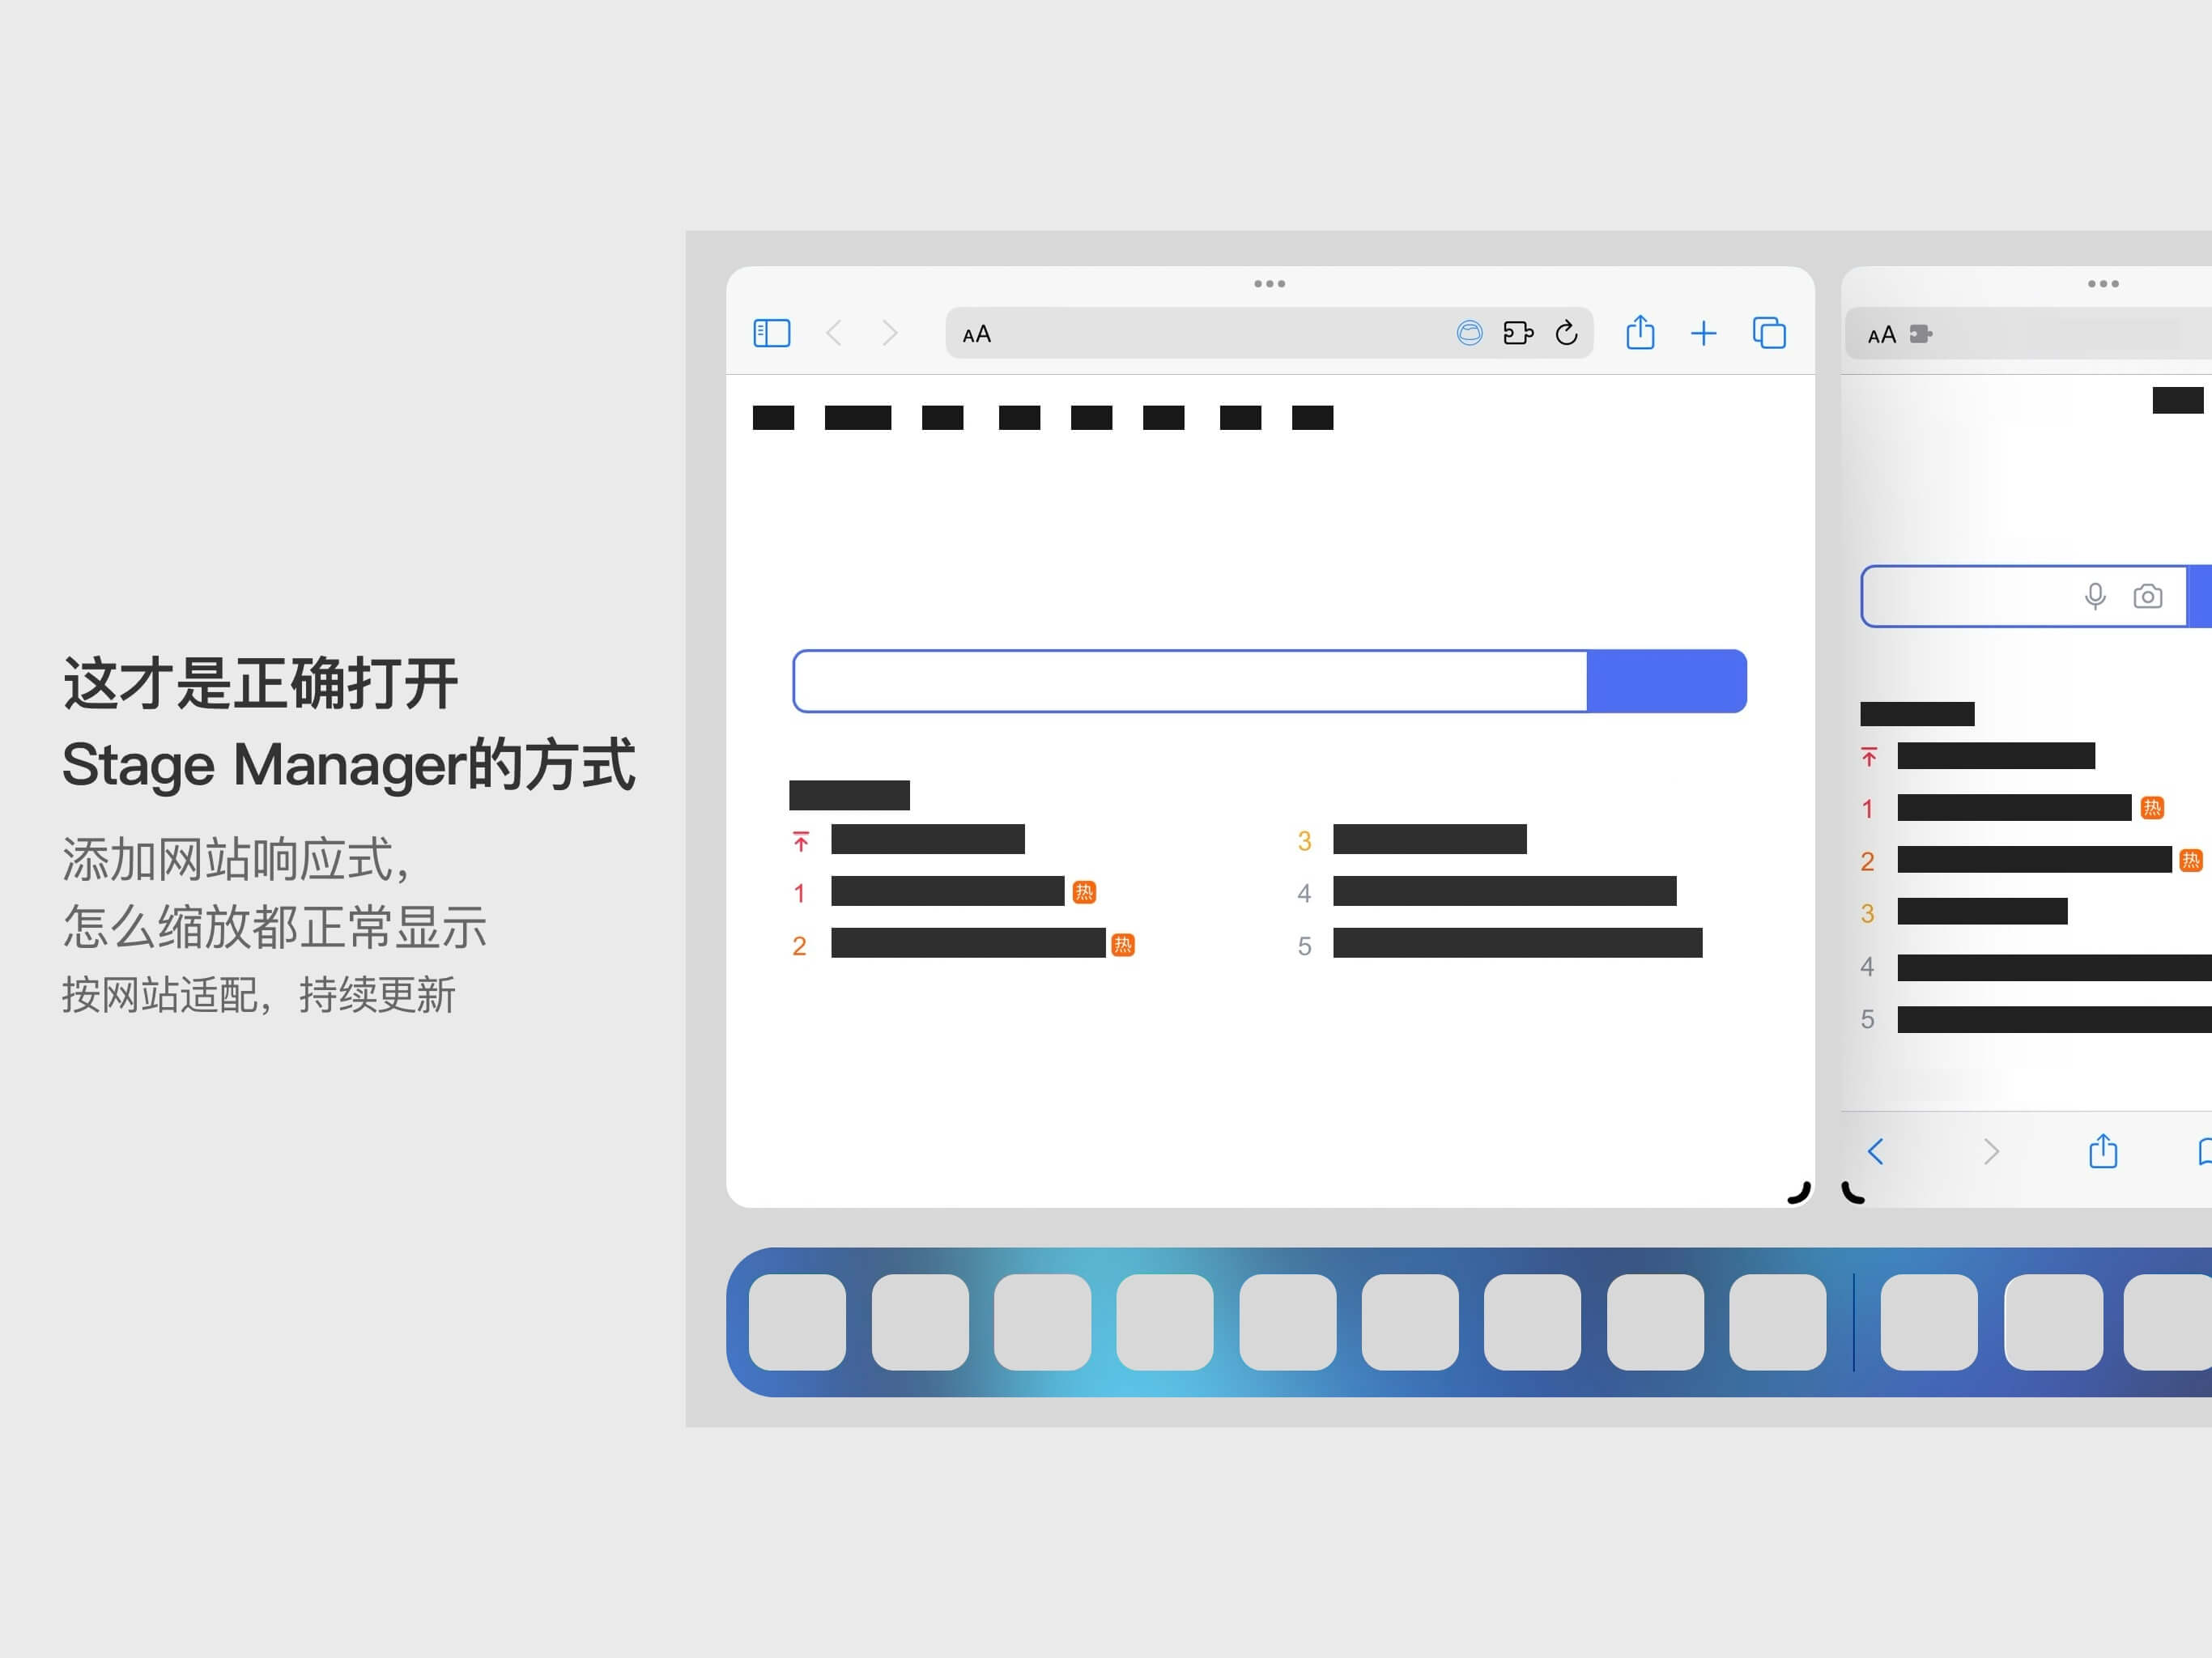 这才是正确打开
Stage Manager的方式
添加网站响应式，
怎么缩放都正常显示
按网站适配，持续更新
AA
AA
3
1 热
4
2 热
5
1 热
2 热
3
4
5